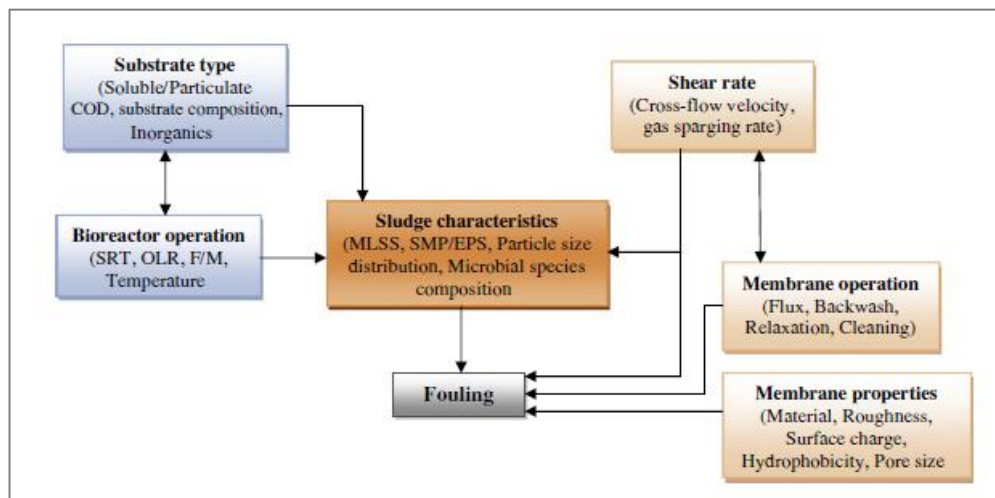 Substrate type
(Soluble/Particulate
COD, substrate composition,
Inorganics
Bioreactor operation
(SRT, OLR, F/M,
Temperature
Sludge characteristics
(MLSS, SMP/EPS, Particle size
distribution, Microbial species
composition)
Fouling
Shear rate
(Cross-flow velocity,
gas sparging rate)
Membrane operation
(Flux, Backwash,
Relaxation, Cleaning)
Membrane properties
(Material, Roughness,
Surface charge,
Hydrophobicity, Pore size